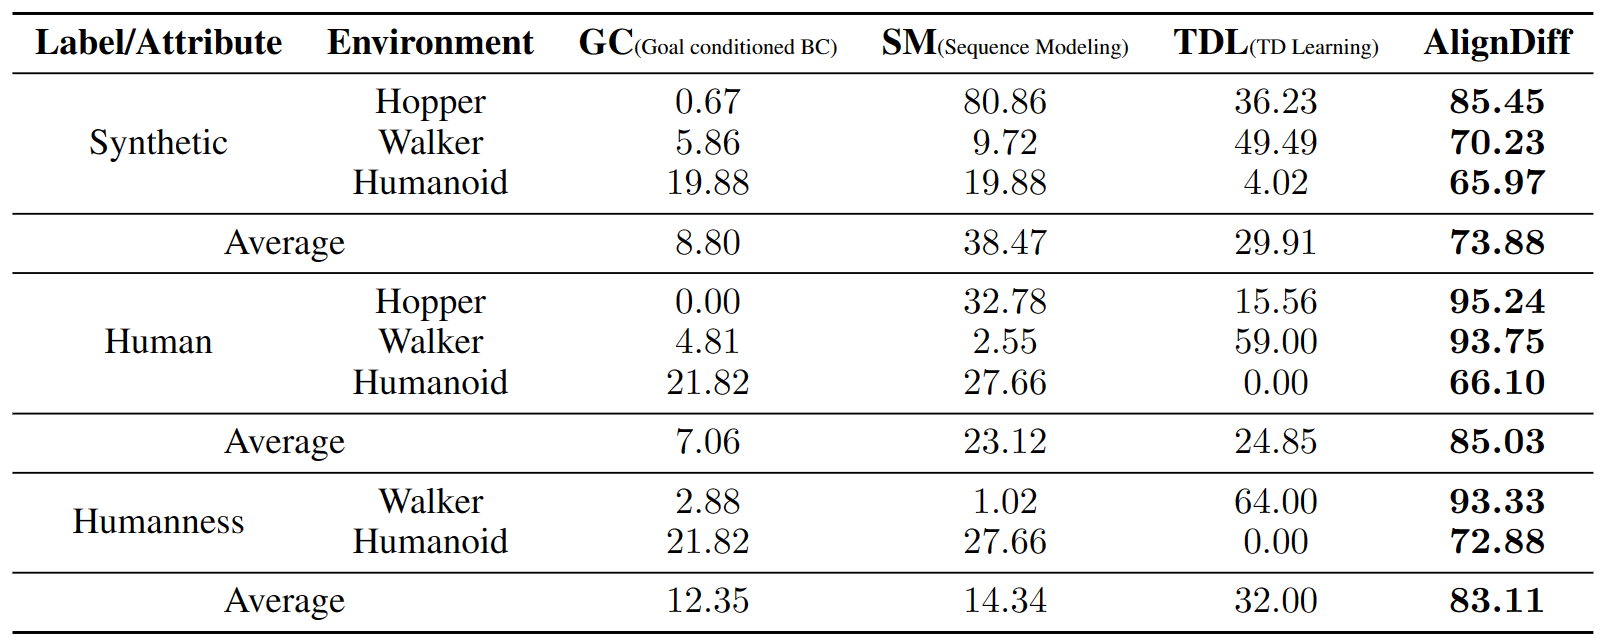 Label/Attribute Environment GC(Goal conditioned BC) SM(Sequence Modeling) TDL(TD Learning) AlignDiff
Hopper 0.67 80.86 36.23 85.45
Synthetic Walker 5.86 9.72 49.49 70.23
Humanoid 19.88 19.88 4.02 65.97
Average 8.80 38.47 29.91 73.88
Hopper 0.00 32.78 15.56 95.24
Human Walker 4.81 2.55 59.00 93.75
Humanoid 21.82 27.66 0.00 66.10
Average 7.06 23.12 24.85 85.03
Walker 2.88 1.02 64.00 93.33
Humanness
Humanoid 21.82 27.66 0.00 72.88
Average 12.35 14.34 32.00 83.11